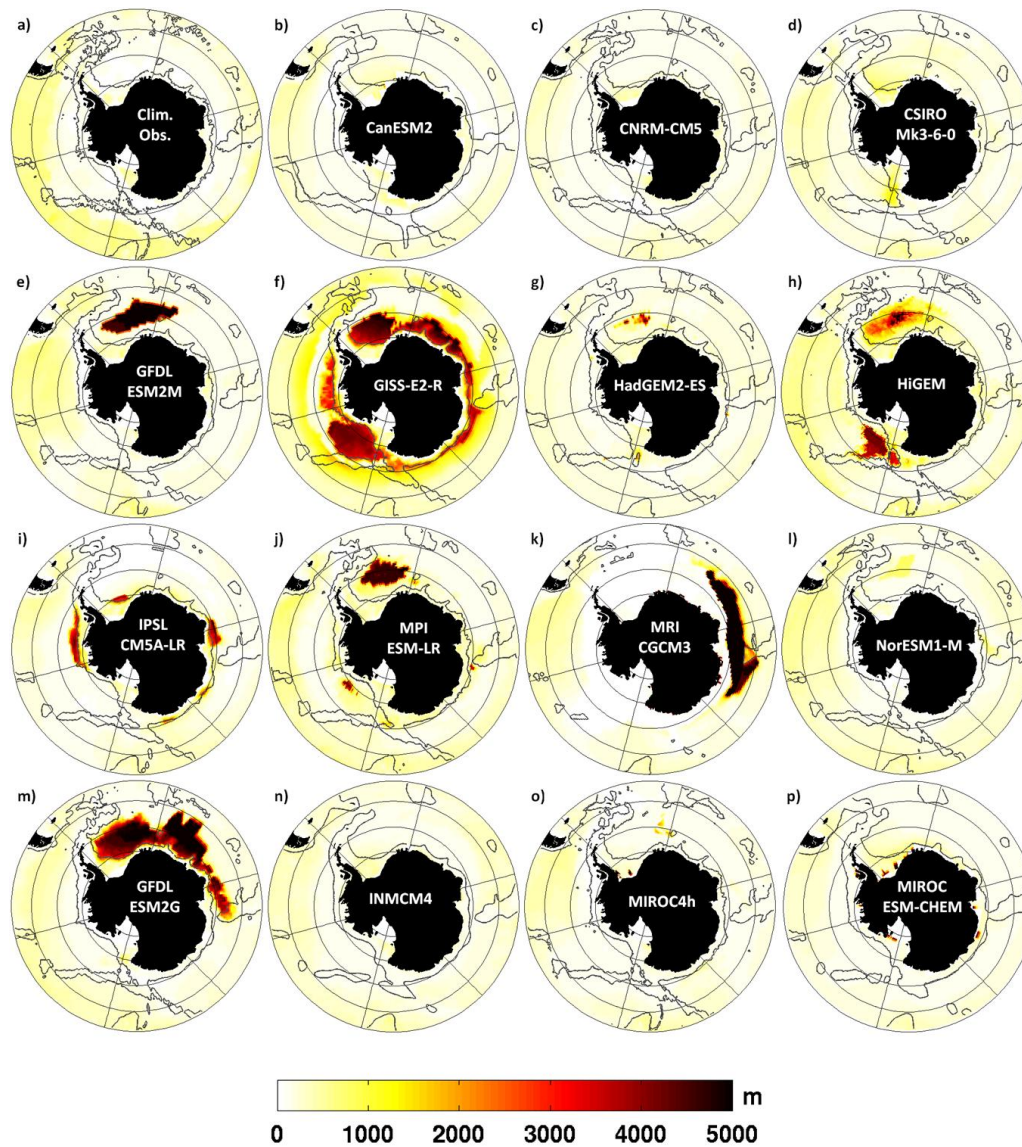 a)
b)
c)
d)
Clim.
Obs.
CanESM2
CNRM-CM5
CSIRO
Mk3-6-0
e)
f)
g)
h)
GFDL
ESM2M
GISS-E2-R
HadGEM2-ES
HiGEM
i)
j)
k)
l)
IPSL
CM5A-LR
MPI
ESM-LR
MRI
CGCM3
NorESM1-M
m)
n)
o)
p)
GFDL
ESM2G
INMCM4
MIROC4h
MIROC
ESM-CHEM
m
0 1000 2000 3000 4000 5000